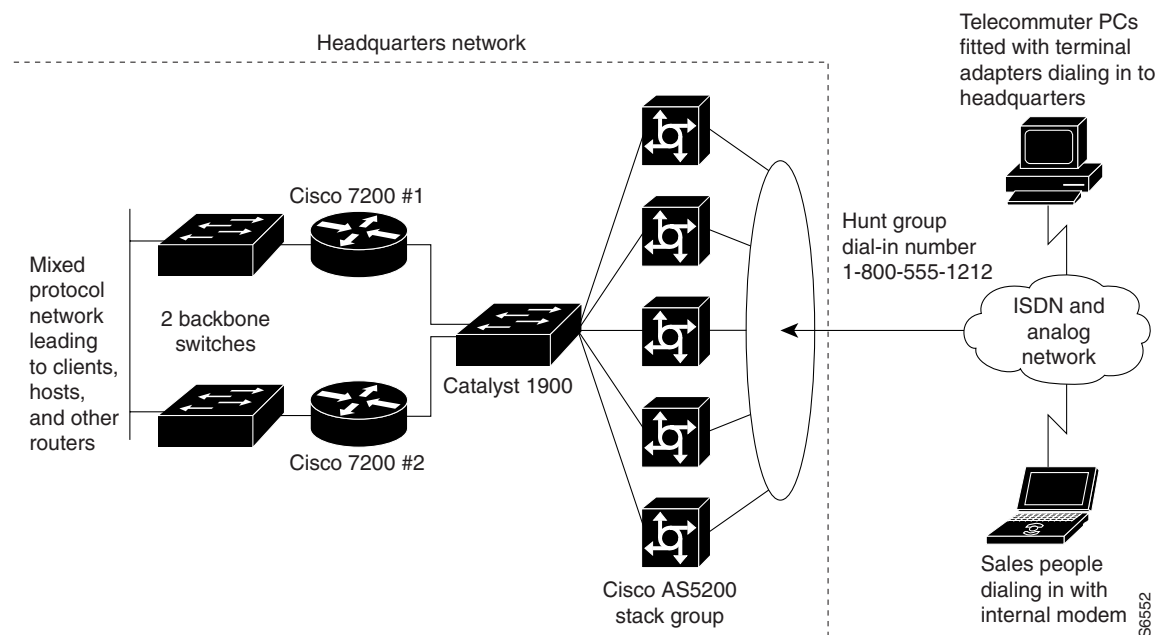 Headquarters network
Telecommuter PCs
fitted with terminal
adapters dialing in to
headquarters
Cisco 7200 #1
Hunt group
dial-in number
1-800-555-1212
Mixed
protocol
network
leading
to clients,
hosts,
and other
routers
2 backbone
switches
Catalyst 1900
ISDN and
analog
network
Cisco 7200 #2
Cisco AS5200
stack group
Sales people
dialing in with
internal modem
S6552